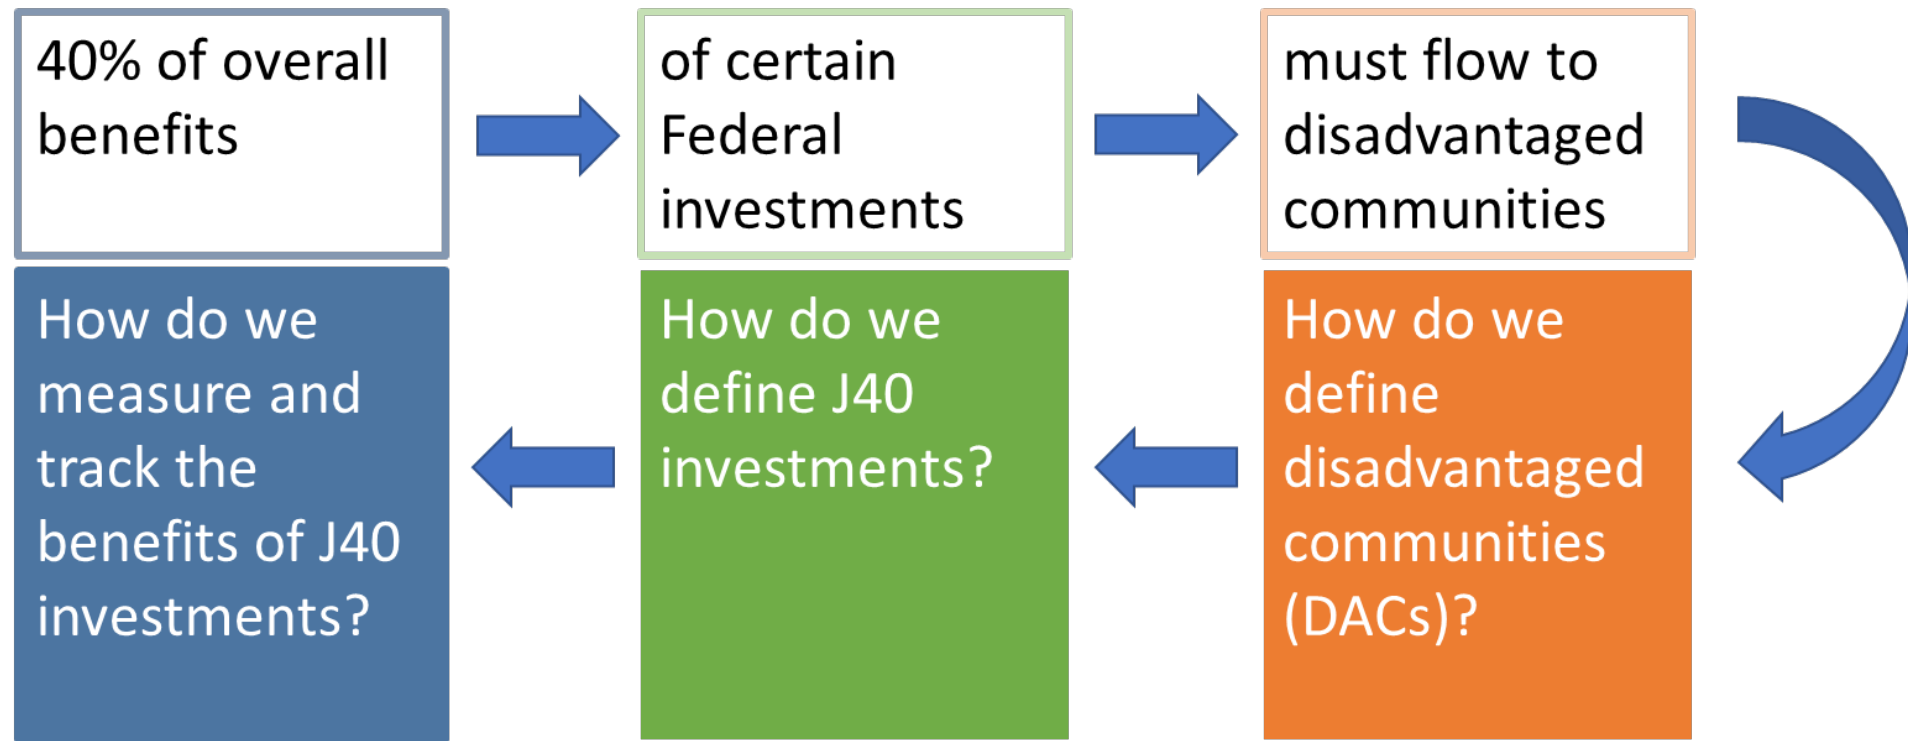 40% of overall
benefits
of certain
Federal
investments
must flow to
disadvantaged
communities
How do we
define
disadvantaged
communities
(DACs)?
How do we
define J40
investments?
How do we
measure and
track the
benefits of J40
investments?